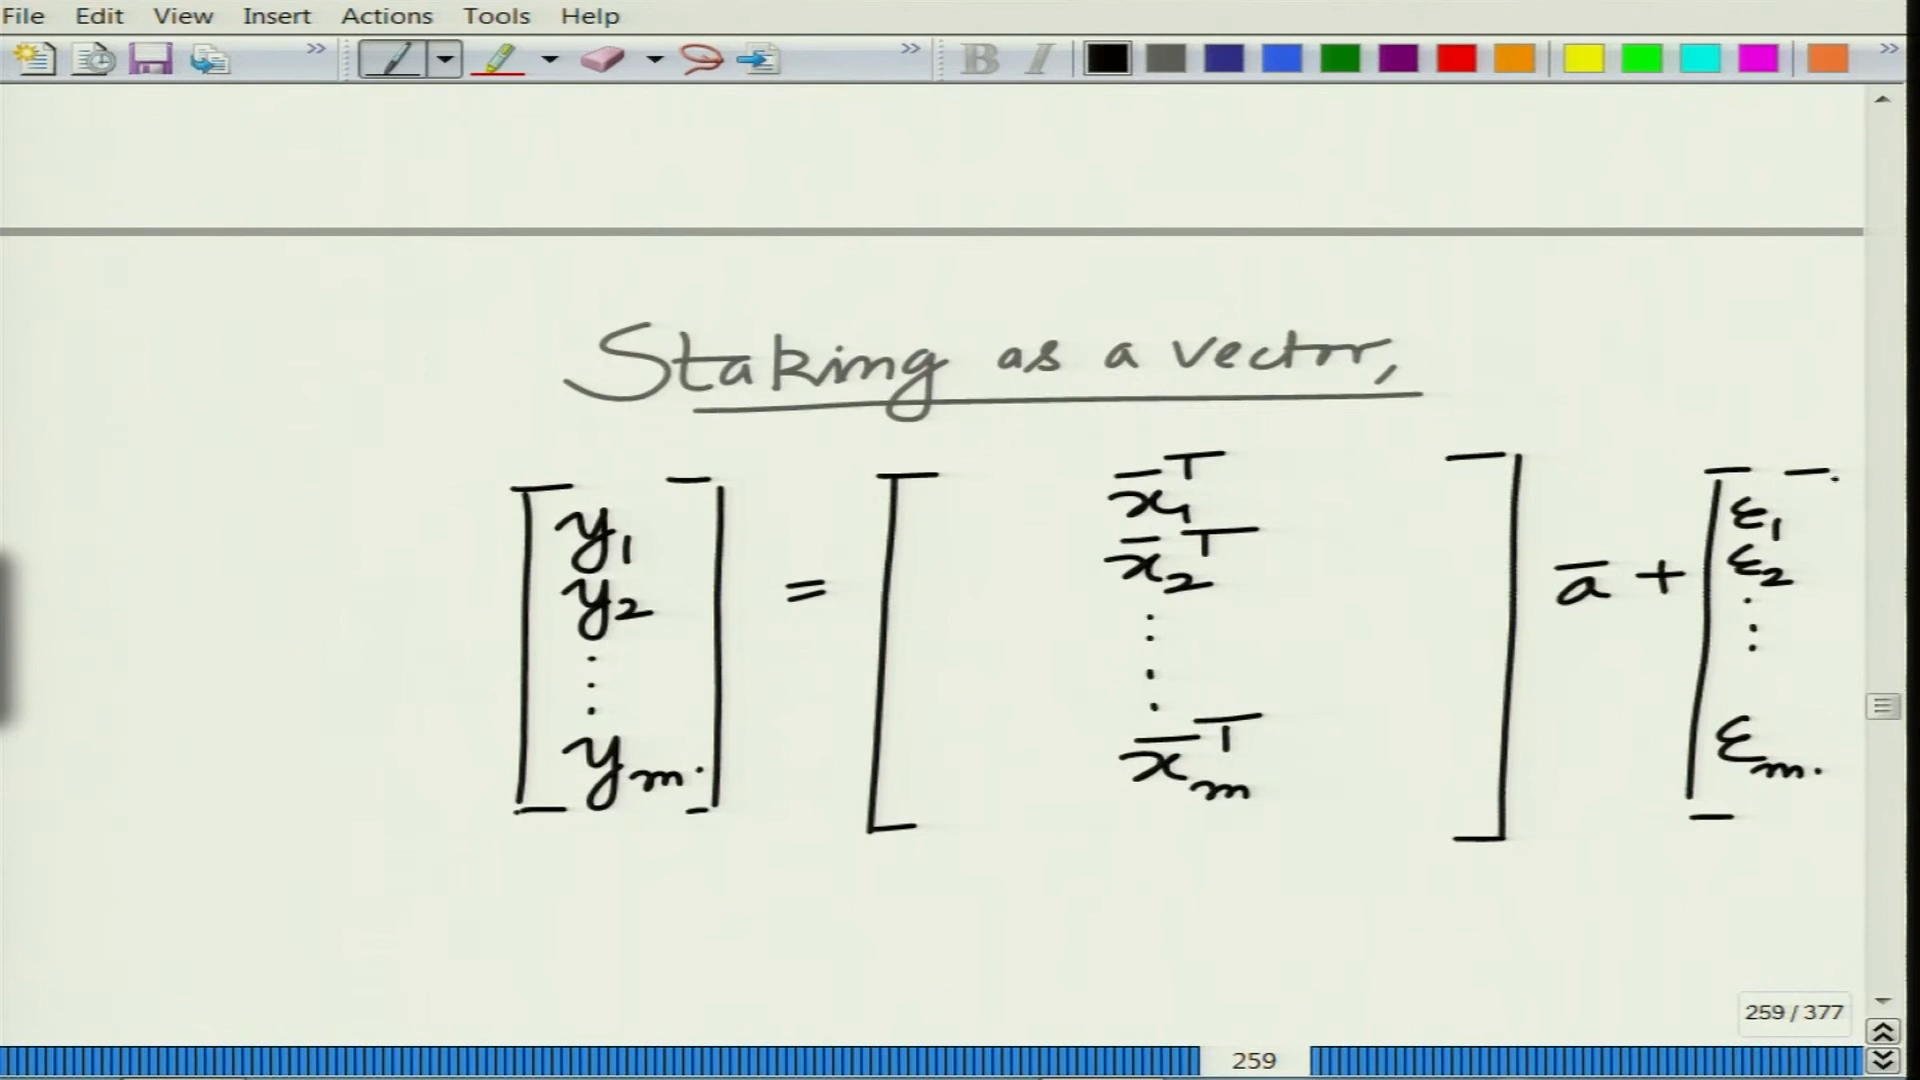 File Edit View Insert Actions Tools Help
B I
Staking as a vector,
[y₁ y₂ ⋮ yₘ] = [x̄₁ᵀ x̄₂ᵀ ⋮ x̄ₘᵀ] ā + [ε₁ ε₂ ⋮ εₘ]
259 / 377
259